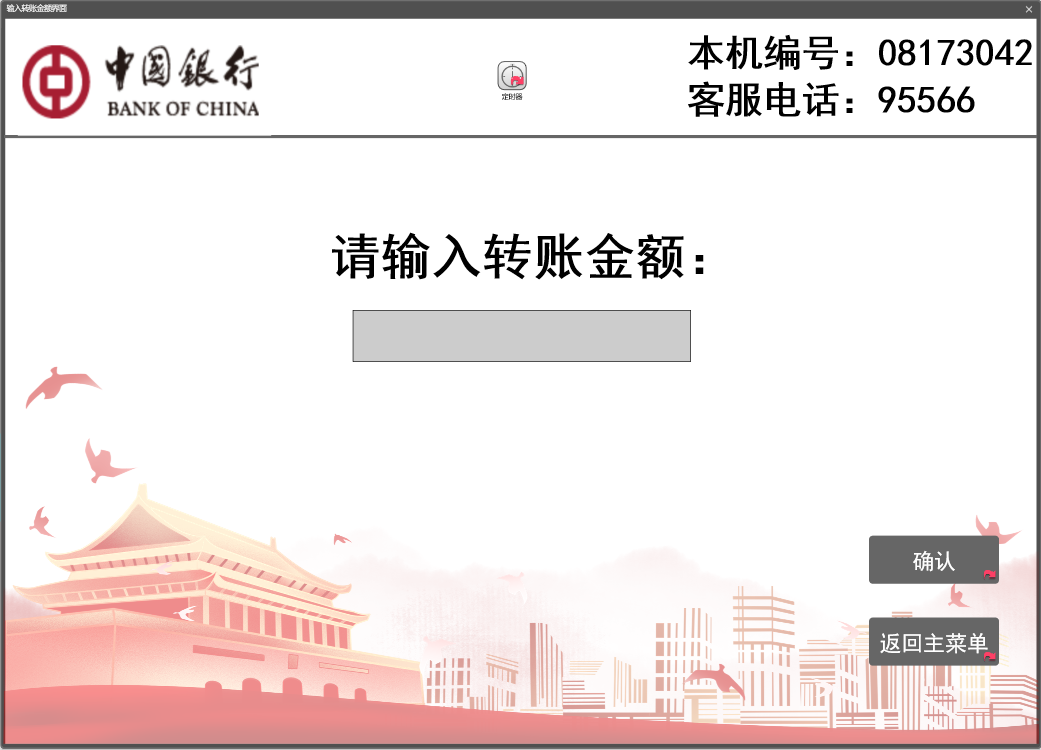 输入转账金额界面
中国銀行
BANK OF CHINA
定时器
本机编号：08173042
客服电话：95566
请输入转账金额：
确认
返回主菜单